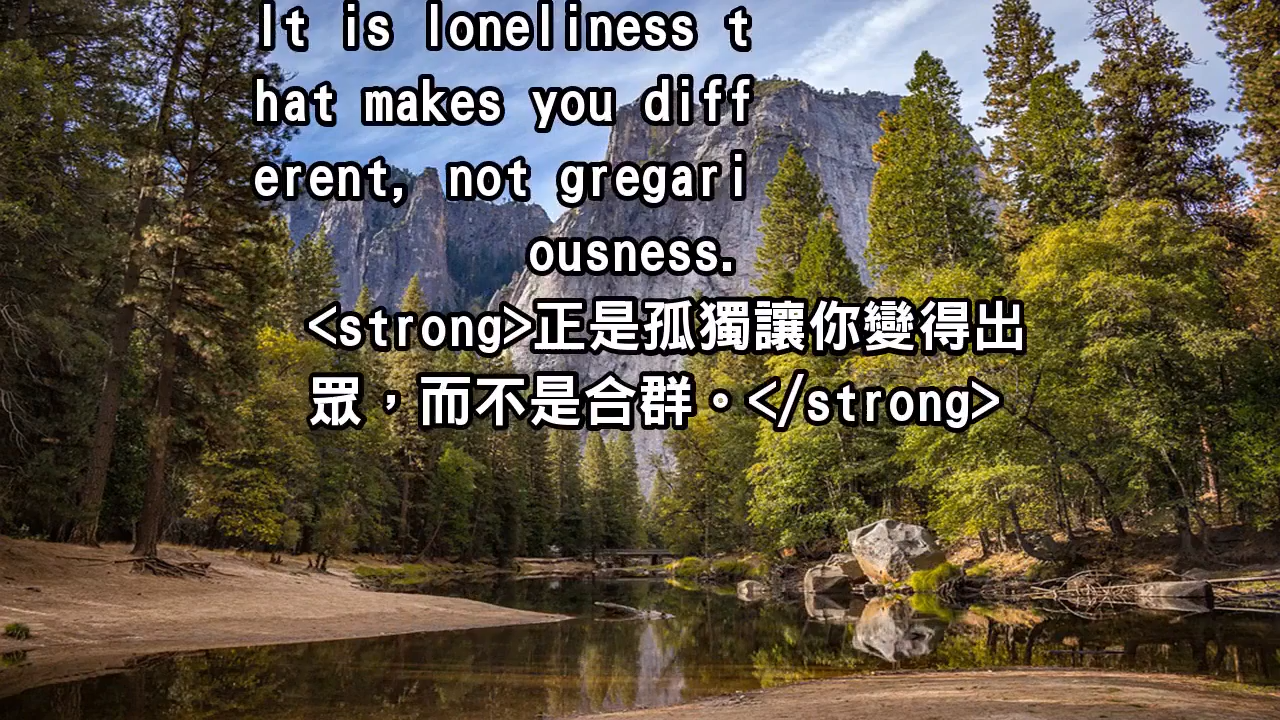 It is loneliness t
hat makes you diff
erent, not gregari
ousness.
<strong>正是孤獨讓你變得出
眾，而不是合群。</strong>